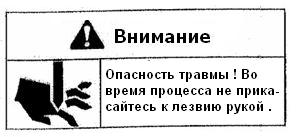 Внимание
Опасность травмы ! Во
время процесса не прика-
сайтесь к лезвию рукой .